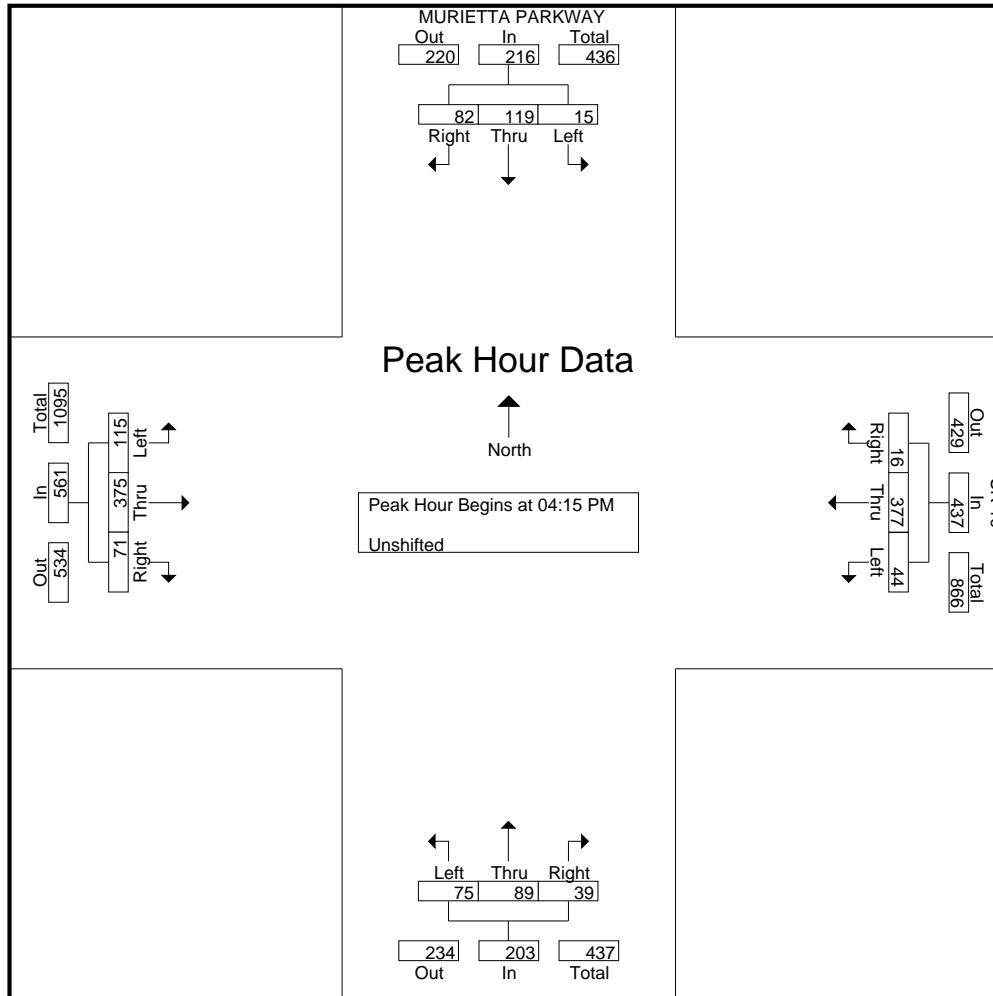 MURIETTA PARKWAY
Out In Total
220 216 436
82 119 15
Right Thru Left
Peak Hour Data
North
Peak Hour Begins at 04:15 PM
Unshifted
Total In Out
1095 561 534
115 375 71
Left Thru Right
Right Thru Left
16 377 44
429 437 866
Out In Total
Left Thru Right
75 89 39
234 203 437
Out In Total